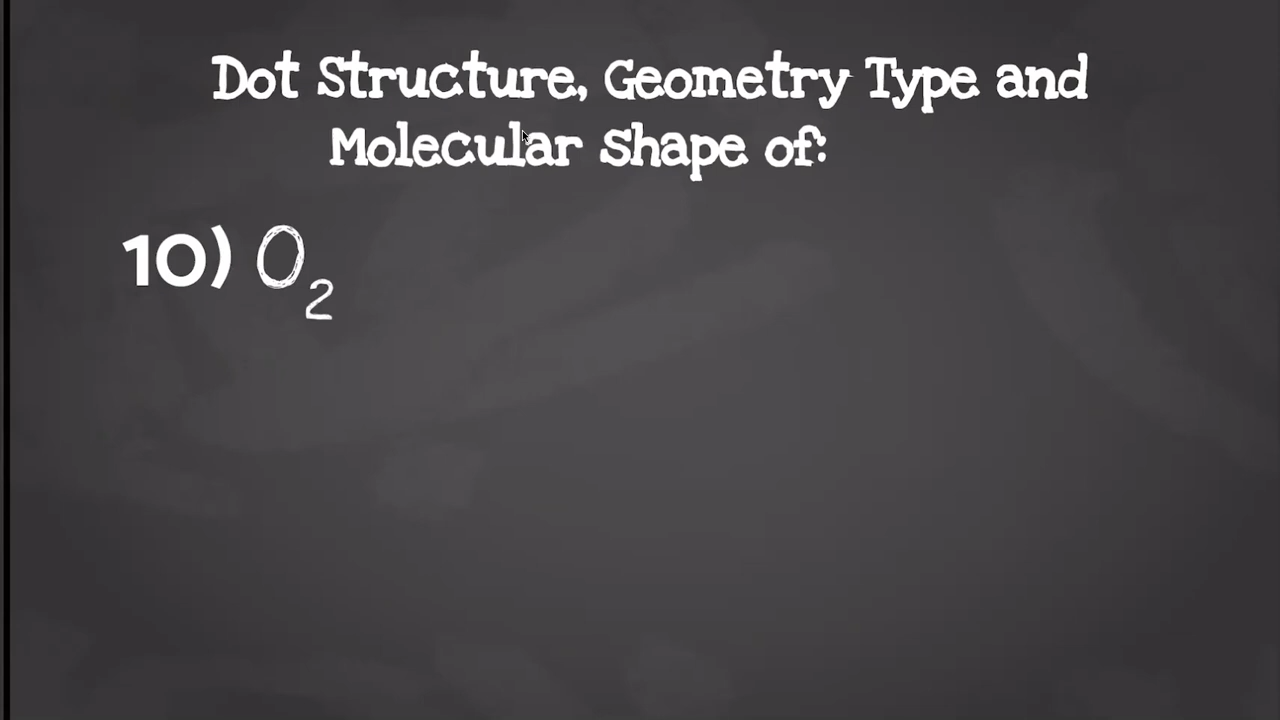 Dot Structure, Geometry Type and
Molecular Shape of:
10) O₂